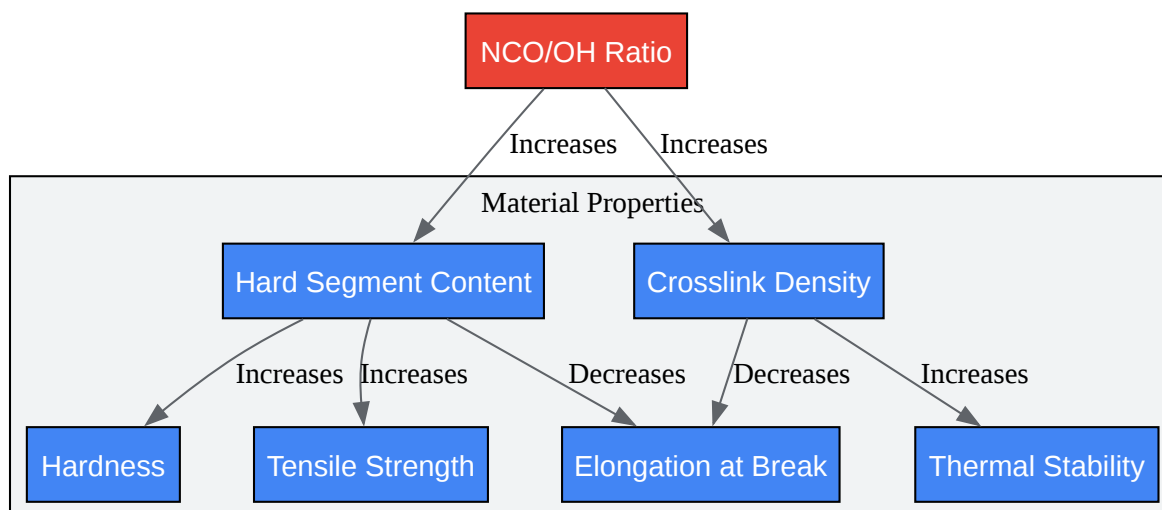 NCO/OH Ratio
Increases
Increases
Material Properties
Hard Segment Content
Crosslink Density
Increases
Increases
Decreases
Decreases
Increases
Hardness
Tensile Strength
Elongation at Break
Thermal Stability